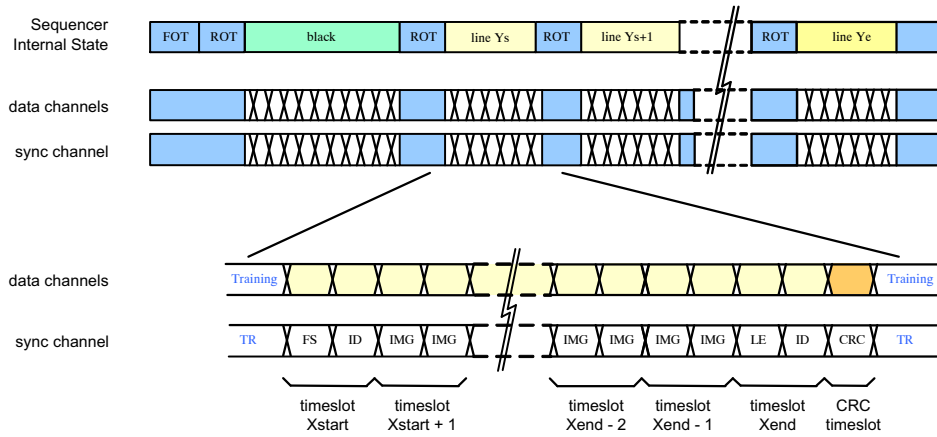 Sequencer
Internal State
FOT ROT black ROT line Ys ROT line Ys+1 ROT line Ye
data channels
sync channel
data channels
Training Training
sync channel
TR FS ID IMG IMG IMG IMG IMG IMG LE ID CRC TR
timeslot timeslot timeslot timeslot timeslot CRC
Xstart Xstart + 1 Xend - 2 Xend - 1 Xend timeslot